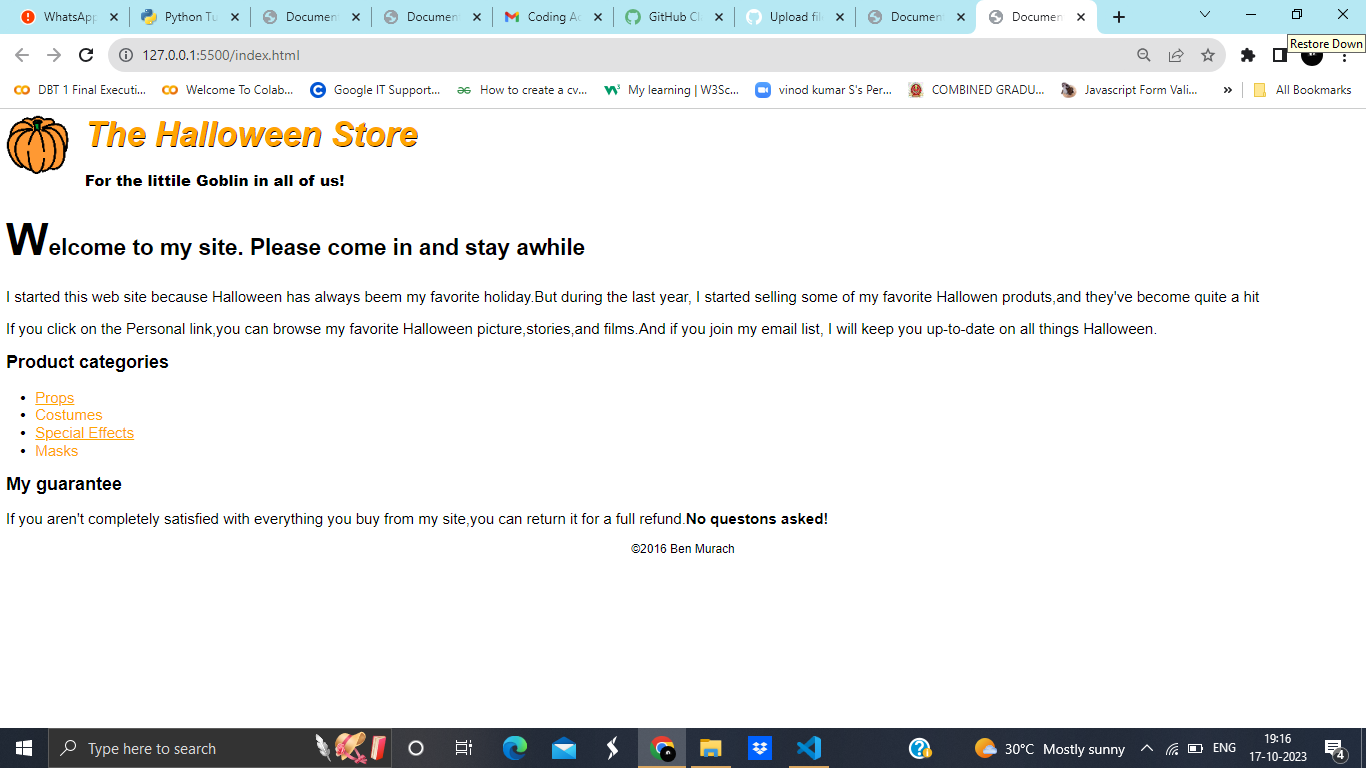 WhatsApp
Python Tu
Documen
Documen
Coding Ac
GitHub Cl
Upload file
Documen
Documen
127.0.0.1:5500/index.html
Restore Down
DBT 1 Final Executi...
Welcome To Colab...
Google IT Support...
How to create a cv...
My learning | W3Sc...
vinod kumar S's Per...
COMBINED GRADU...
Javascript Form Vali...
»
All Bookmarks
The Halloween Store
For the littile Goblin in all of us!
Welcome to my site. Please come in and stay awhile
I started this web site because Halloween has always beem my favorite holiday.But during the last year, I started selling some of my favorite Hallowen produts,and they've become quite a hit
If you click on the Personal link,you can browse my favorite Halloween picture,stories,and films.And if you join my email list, I will keep you up-to-date on all things Halloween.
Product categories
• Props
• Costumes
• Special Effects
• Masks
My guarantee
If you aren't completely satisfied with everything you buy from my site,you can return it for a full refund.No questons asked!
©2016 Ben Murach
Type here to search
30°C Mostly sunny
ENG
19:16
17-10-2023
4